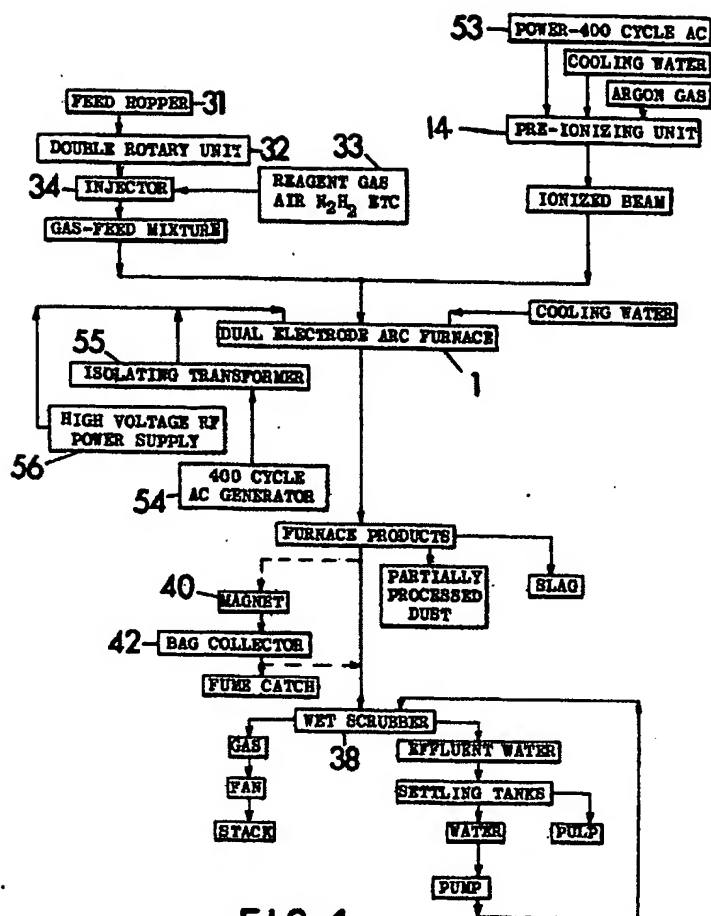 53
POWER-400 CYCLE AC
COOLING WATER
ARGON GAS
14
PRE-IONIZING UNIT
IONIZED BEAM
FEED HOPPER
31
DOUBLE ROTARY UNIT
32
33
34
INJECTOR
REAGENT GAS
AIR N2H2 ETC
GAS-FEED MIXTURE
COOLING WATER
DUAL ELECTRODE ARC FURNACE
1
55
ISOLATING TRANSFORMER
HIGH VOLTAGE RF
POWER SUPPLY
56
400 CYCLE
AC GENERATOR
54
FURNACE PRODUCTS
PARTIALLY
PROCESSED
DUST
SLAG
40
MAGNET
42
BAG COLLECTOR
FUME CATCH
WET SCRUBBER
38
GAS
FAN
STACK
EFFLUENT WATER
SETTLING TANKS
WATER
PULP
PUMP